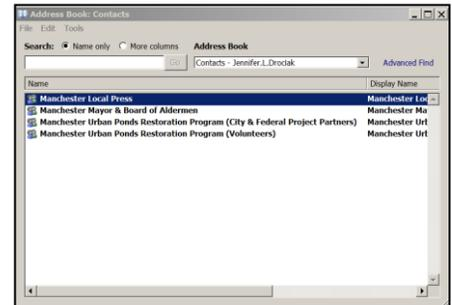 Address Book: Contacts
File Edit Tools
Search: Name only More columns Address Book
Go Contacts - Jennifer.L.Drociak Advanced Find
Name Display Name
Manchester Local Press Manchester Loc
Manchester Mayor & Board of Aldermen Manchester Ma
Manchester Urban Ponds Restoration Program (City & Federal Project Partners) Manchester Urb
Manchester Urban Ponds Restoration Program (Volunteers) Manchester Urb